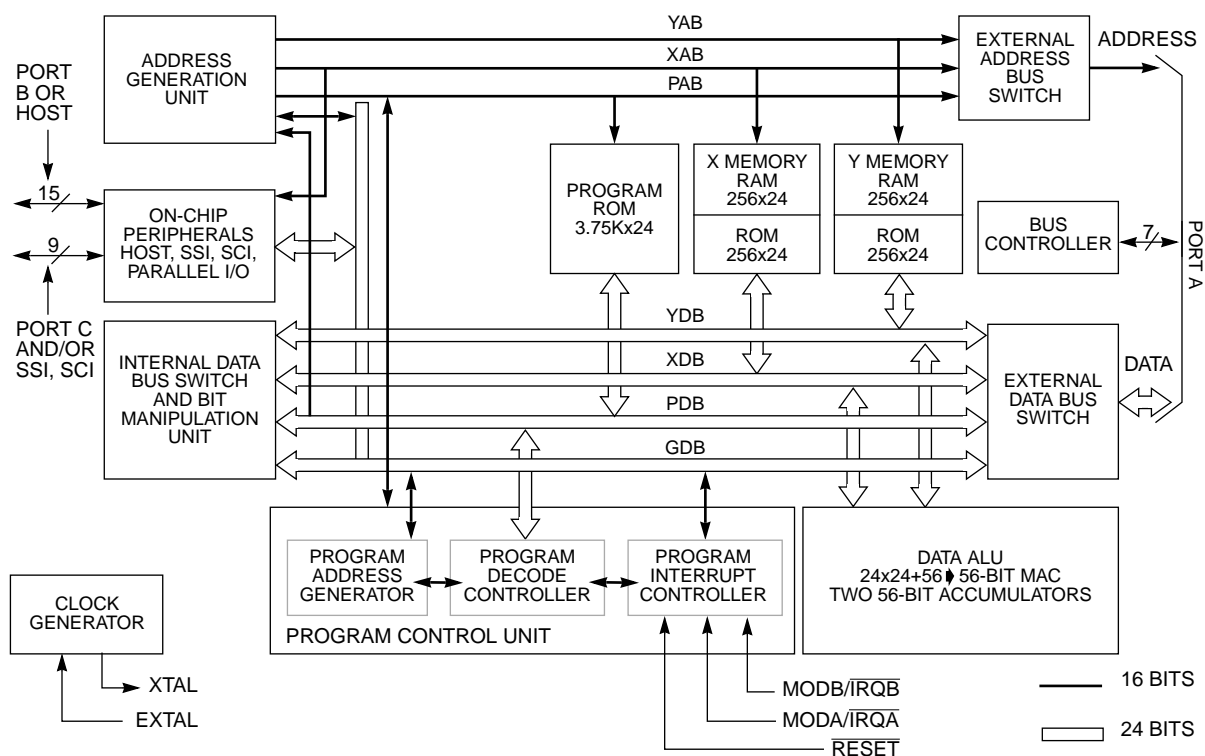 YAB
XAB
PAB
ADDRESS
GENERATION
UNIT
EXTERNAL
ADDRESS
BUS
SWITCH
ADDRESS
PORT
B OR
HOST
15
9
ON-CHIP
PERIPHERALS
HOST, SSI, SCI,
PARALLEL I/O
PORT C
AND/OR
SSI, SCI
PROGRAM
ROM
3.75Kx24
X MEMORY
RAM
256x24
ROM
256x24
Y MEMORY
RAM
256x24
ROM
256x24
BUS
CONTROLLER
7
PORT A
INTERNAL DATA
BUS SWITCH
AND BIT
MANIPULATION
UNIT
YDB
XDB
PDB
GDB
EXTERNAL
DATA BUS
SWITCH
DATA
PROGRAM
ADDRESS
GENERATOR
PROGRAM
DECODE
CONTROLLER
PROGRAM
INTERRUPT
CONTROLLER
PROGRAM CONTROL UNIT
DATA ALU
24x24+56 56-BIT MAC
TWO 56-BIT ACCUMULATORS
CLOCK
GENERATOR
XTAL
EXTAL
MODB/IRQB
MODA/IRQA
RESET
16 BITS
24 BITS